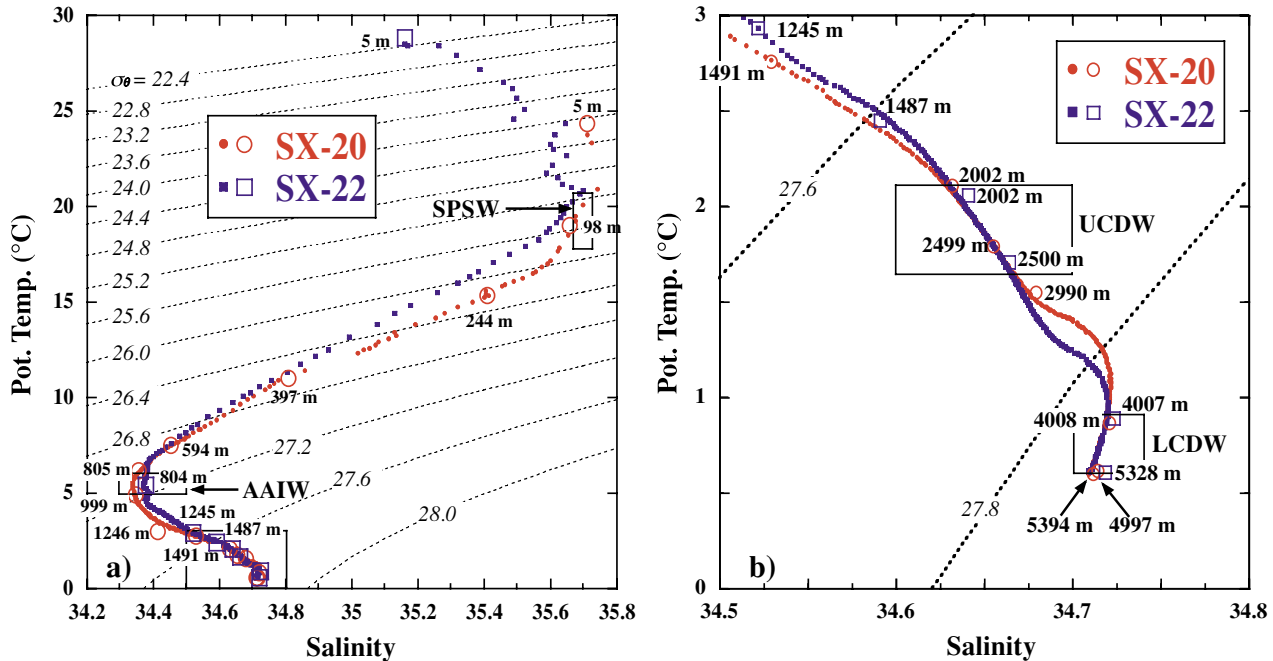 30
25
20
15
10
5
0
Pot. Temp. (°C)
34.2 34.4 34.6 34.8 35 35.2 35.4 35.6 35.8
Salinity
a)
σθ = 22.4
22.8
23.2
23.6
24.0
24.4
24.8
25.2
25.6
26.0
26.4
26.8
27.2
27.6
28.0
SX-20
SX-22
5 m
5 m
SPSW
98 m
244 m
397 m
594 m
805 m
804 m
AAIW
999 m
1245 m
1246 m
1487 m
1491 m
3
2
1
0
Pot. Temp. (°C)
34.5 34.6 34.7 34.8
Salinity
b)
SX-20
SX-22
1245 m
1491 m
1487 m
27.6
2002 m
2002 m
UCDW
2499 m
2500 m
2990 m
4007 m
4008 m
LCDW
5328 m
27.8
5394 m
4997 m